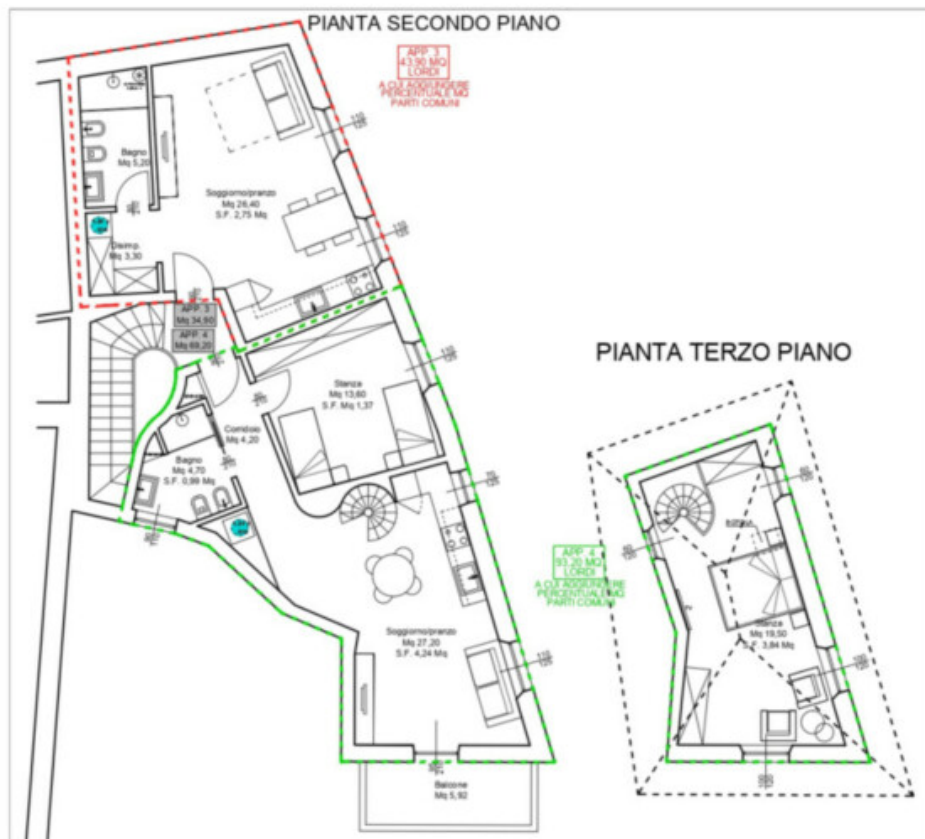 PIANTA SECONDO PIANO
APP. 3
43,90 MQ
LORDI
A CUI AGGIUNGERE
PERCENTUALE MQ
PARTI COMUNI
Bagno
Mq 5,20
Soggiorno/pranzo
Mq 26,40
S.F. 2,75 Mq
Disimp.
Mq 3,30
APP. 3
Mq 34,90
APP. 4
Mq 69,20
Stanza
Mq 13,60
S.F. Mq 1,37
Corridoio
Mq 4,20
Bagno
Mq 4,70
S.F. 0,99 Mq
Soggiorno/pranzo
Mq 27,20
S.F. 4,24 Mq
Balcone
Mq 5,92
PIANTA TERZO PIANO
APP. 4
93,20 MQ
LORDI
A CUI AGGIUNGERE
PERCENTUALE MQ
PARTI COMUNI
Stanza
Mq 19,50
S.F. 3,84 Mq